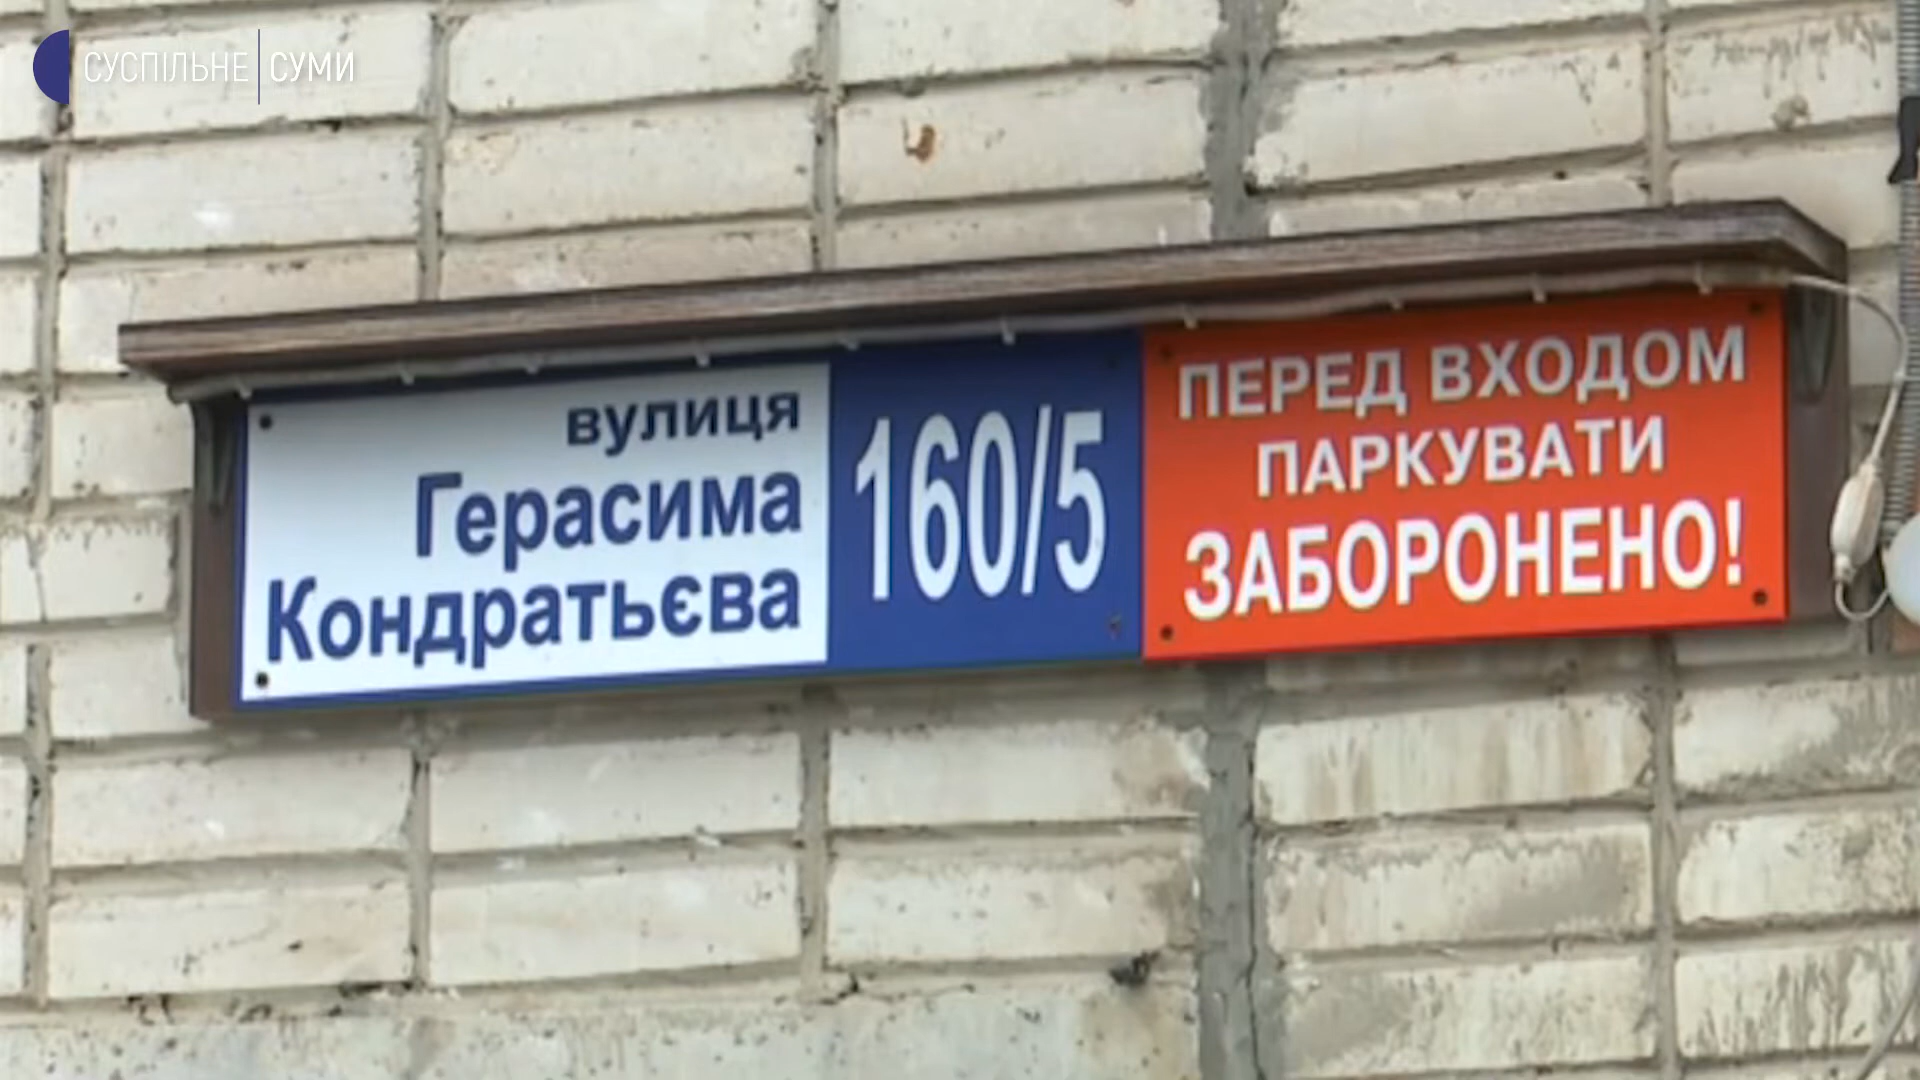 СУСПІЛЬНЕ СУМИ
вулиця
Герасима
Кондратьєва
160/5
ПЕРЕД ВХОДОМ
ПАРКУВАТИ
ЗАБОРОНЕНО!